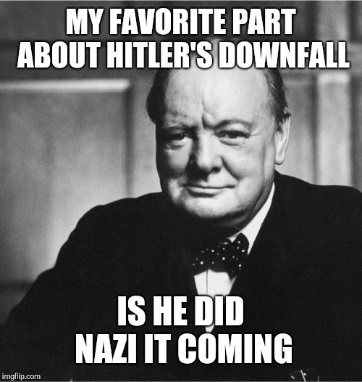 MY FAVORITE PART
ABOUT HITLER'S DOWNFALL
IS HE DID
NAZI IT COMING
imgflip.com